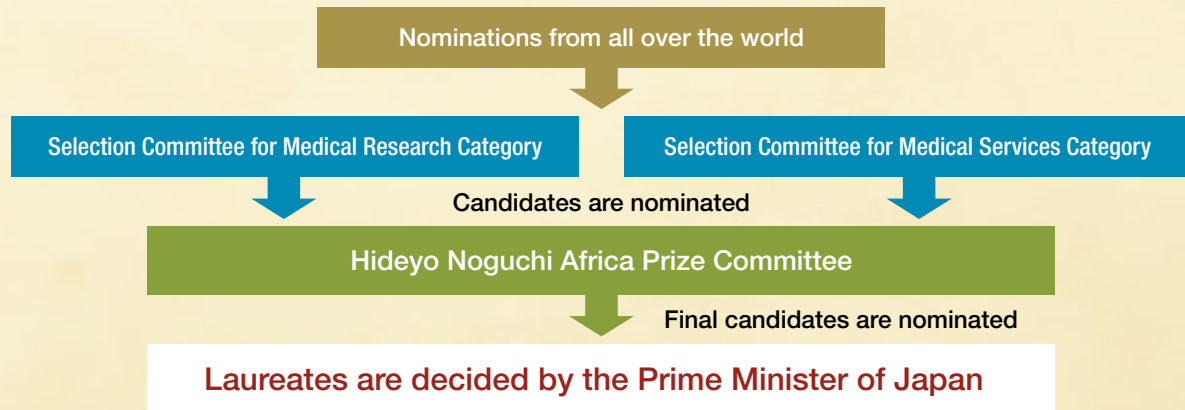 Nominations from all over the world
Selection Committee for Medical Research Category
Selection Committee for Medical Services Category
Candidates are nominated
Hideyo Noguchi Africa Prize Committee
Final candidates are nominated
Laureates are decided by the Prime Minister of Japan